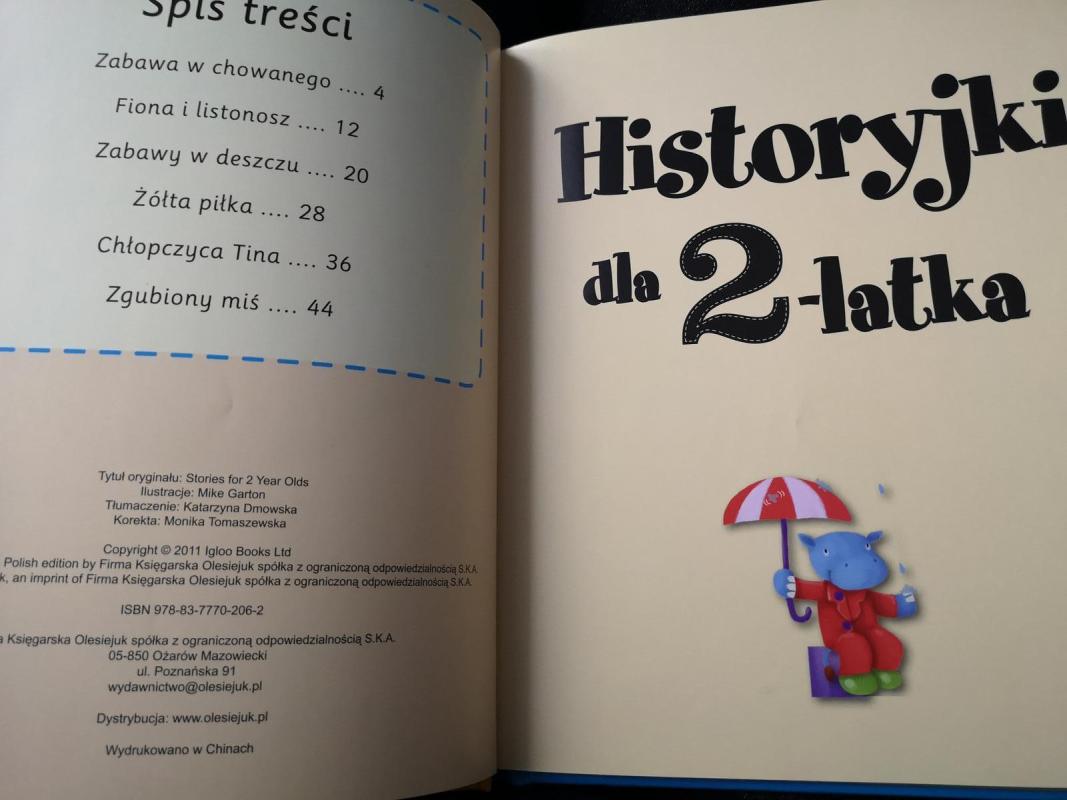 Spis treści
Zabawa w chowanego .... 4
Fiona i listonosz .... 12
Zabawy w deszczu .... 20
Żółta piłka .... 28
Chłopczyca Tina .... 36
Zgubiony miś .... 44
Tytuł oryginału: Stories for 2 Year Olds
Ilustracje: Mike Garton
Tłumaczenie: Katarzyna Dmowska
Korekta: Monika Tomaszewska
Copyright © 2011 Igloo Books Ltd
Polish edition by Firma Księgarska Olesiejuk spółka z ograniczoną odpowiedzialnością S.K.A.
an imprint of Firma Księgarska Olesiejuk spółka z ograniczoną odpowiedzialnością S.K.A.
ISBN 978-83-7770-206-2
Księgarska Olesiejuk spółka z ograniczoną odpowiedzialnością S.K.A.
05-850 Ożarów Mazowiecki
ul. Poznańska 91
wydawnictwo@olesiejuk.pl
Dystrybucja: www.olesiejuk.pl
Wydrukowano w Chinach
Historyjki
dla 2-latka